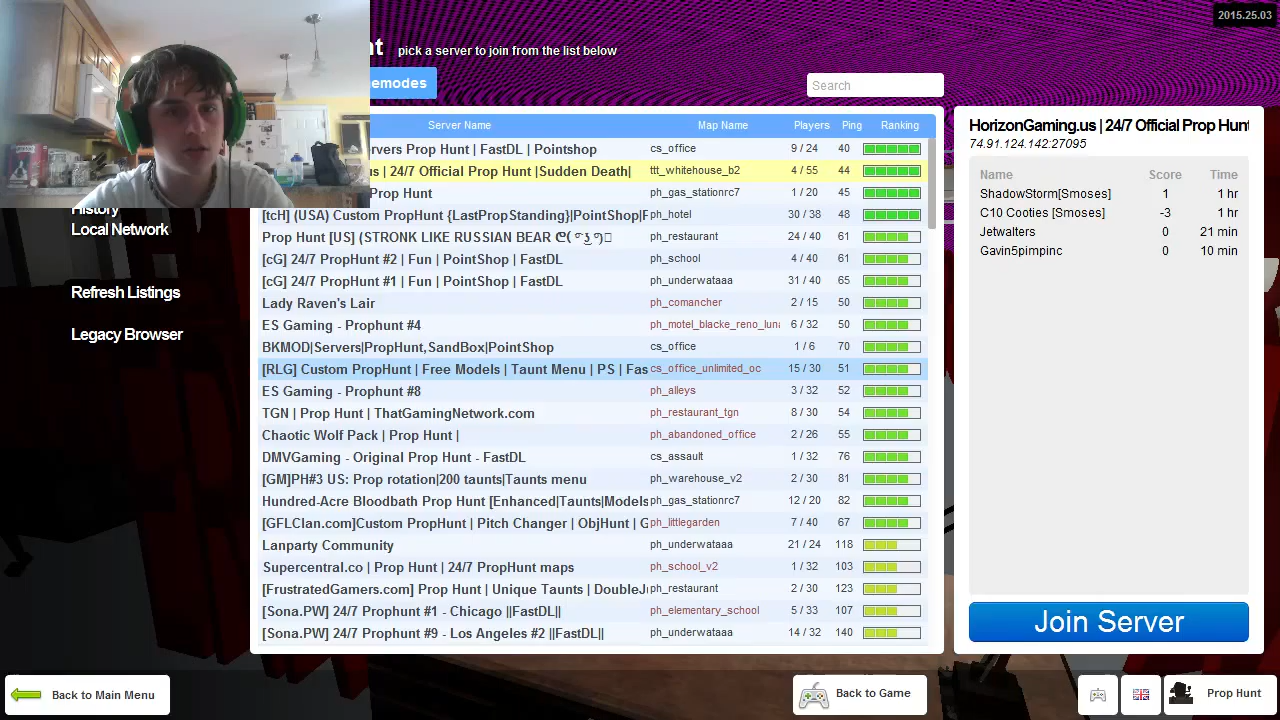 2015.25.03
nt pick a server to join from the list below
emodes
Search
Server Name Map Name Players Ping Ranking
rvers Prop Hunt | FastDL | Pointshop cs_office 9 / 24 40
us | 24/7 Official Prop Hunt |Sudden Death| ttt_whitehouse_b2 4 / 55 44
Prop Hunt ph_gas_stationrc7 1 / 20 45
[tcH] (USA) Custom PropHunt {LastPropStanding}|PointShop|F ph_hotel 30 / 38 48
Prop Hunt [US] (STRONK LIKE RUSSIAN BEAR ph_restaurant 24 / 40 61
[cG] 24/7 PropHunt #2 | Fun | PointShop | FastDL ph_school 4 / 40 61
[cG] 24/7 PropHunt #1 | Fun | PointShop | FastDL ph_underwataaa 31 / 40 65
Lady Raven's Lair ph_comancher 2 / 15 50
ES Gaming - Prophunt #4 ph_motel_blacke_reno_luna 6 / 32 50
BKMOD|Servers|PropHunt,SandBox|PointShop cs_office 1 / 6 70
[RLG] Custom PropHunt | Free Models | Taunt Menu | PS | Fas cs_office_unlimited_oc 15 / 30 51
ES Gaming - Prophunt #8 ph_alleys 3 / 32 52
TGN | Prop Hunt | ThatGamingNetwork.com ph_restaurant_tgn 8 / 30 54
Chaotic Wolf Pack | Prop Hunt | ph_abandoned_office 2 / 26 55
DMVGaming - Original Prop Hunt - FastDL cs_assault 1 / 32 76
[GM]PH#3 US: Prop rotation|200 taunts|Taunts menu ph_warehouse_v2 2 / 30 81
Hundred-Acre Bloodbath Prop Hunt [Enhanced|Taunts|Models ph_gas_stationrc7 12 / 20 82
[GFLClan.com]Custom PropHunt | Pitch Changer | ObjHunt | G ph_littlegarden 7 / 40 67
Lanparty Community ph_underwataaa 21 / 24 118
Supercentral.co | Prop Hunt | 24/7 PropHunt maps ph_school_v2 1 / 32 103
[FrustratedGamers.com] Prop Hunt | Unique Taunts | DoubleJu ph_restaurant 2 / 30 123
[Sona.PW] 24/7 Prophunt #1 - Chicago ||FastDL|| ph_elementary_school 5 / 33 107
[Sona.PW] 24/7 Prophunt #9 - Los Angeles #2 ||FastDL|| ph_underwataaa 14 / 32 140
History
Local Network
Refresh Listings
Legacy Browser
HorizonGaming.us | 24/7 Official Prop Hunt
74.91.124.142:27095
Name Score Time
ShadowStorm[Smoses] 1 1 hr
C10 Cooties [Smoses] -3 1 hr
Jetwalters 0 21 min
Gavin5pimpinc 0 10 min
Join Server
Back to Main Menu
Back to Game
Prop Hunt